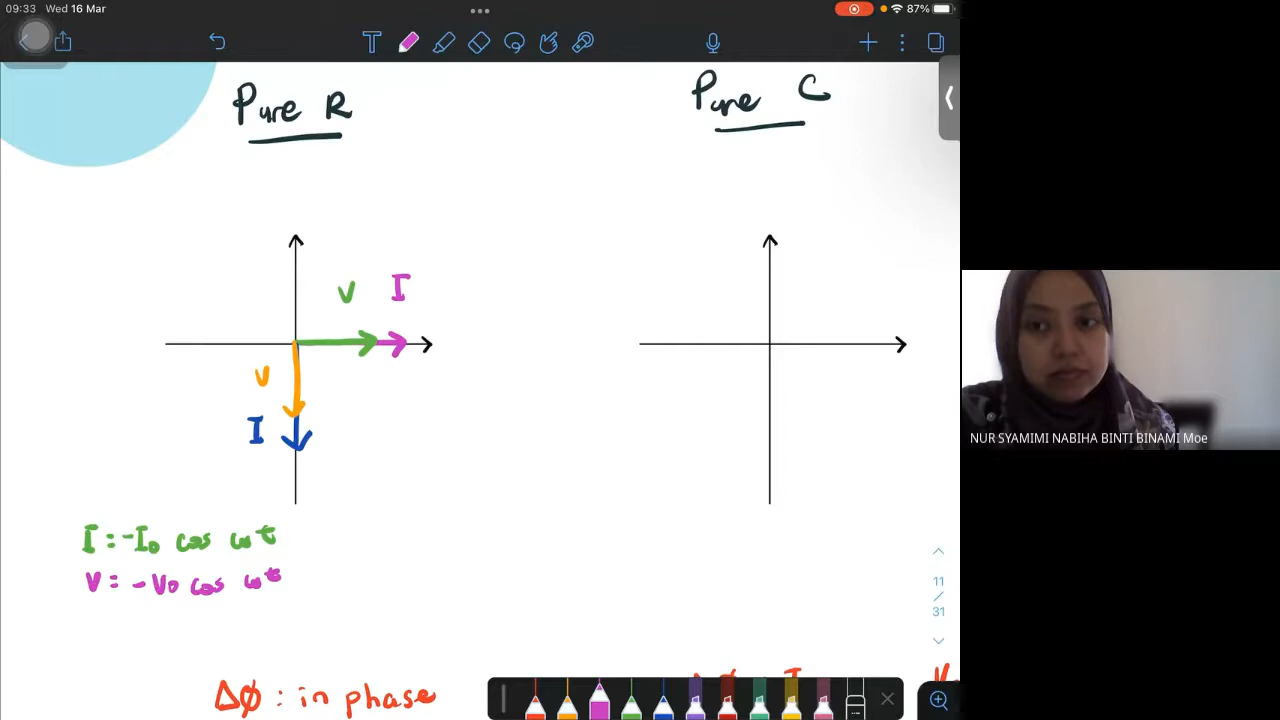 09:33 Wed 16 Mar
87%
T
Pure R
Pure C
V I
V
I
I = -I₀ cos ωt
V = -V₀ cos ωt
Δφ : in phase
11
/
31
NUR SYAMIMI NABIHA BINTI BINAMI Moe